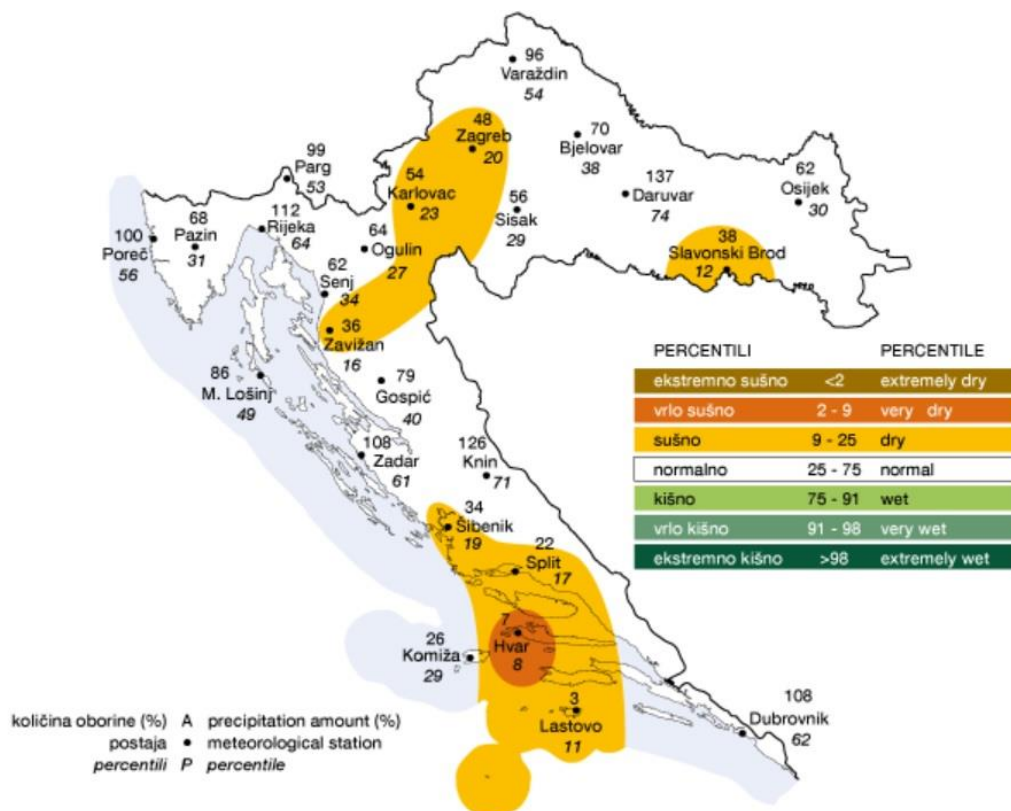 96
Varaždin
54
48
Zagreb
20
70
Bjelovar
38
99
Parg
53
54
Karlovac
23
137
Daruvar
74
62
Osijek
30
56
Sisak
29
112
Rijeka
64
68
Pazin
31
100
Poreč
56
64
Ogulin
27
38
Slavonski Brod
12
62
Senj
34
36
Zavižan
16
86
M. Lošinj
49
79
Gospić
40
108
Zadar
61
126
Knin
71
34
Šibenik
19
22
Split
17
7
Hvar
8
26
Komiža
29
3
Lastovo
11
108
Dubrovnik
62
PERCENTILI PERCENTILE
ekstremno sušno <2 extremely dry
vrlo sušno 2 - 9 very dry
sušno 9 - 25 dry
normalno 25 - 75 normal
kišno 75 - 91 wet
vrlo kišno 91 - 98 very wet
ekstremno kišno >98 extremely wet
količina oborine (%) A precipitation amount (%)
postaja • meteorological station
percentili P percentile